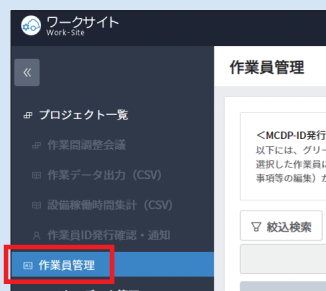 ワークサイト
Work-Site
作業員管理
プロジェクト一覧
作業間調整会議
作業データ出力（CSV）
設備稼働時間集計（CSV）
作業員ID発行確認・通知
作業員管理
＜MCDP-ID発行
以下には、グリー
選択した作業員に
事項等の編集）が
絞込検索